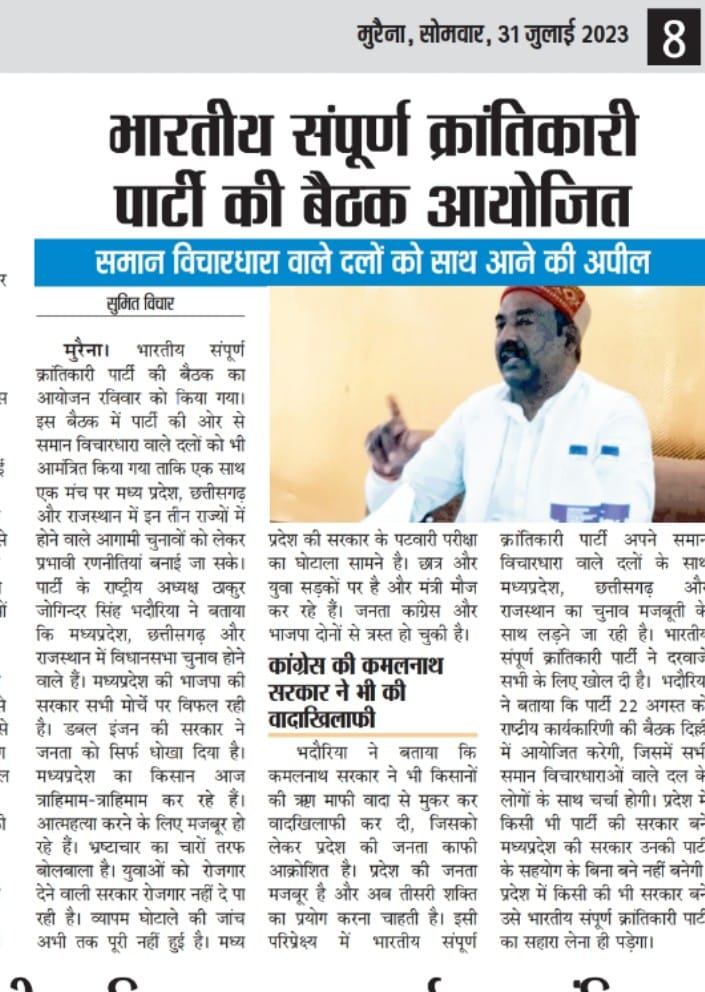 मुरैना, सोमवार, 31 जुलाई 2023
8
भारतीय संपूर्ण क्रांतिकारी
पार्टी की बैठक आयोजित
समान विचारधारा वाले दलों को साथ आने की अपील
सुमित विचार
मुरैना। भारतीय संपूर्ण
क्रांतिकारी पार्टी की बैठक का
आयोजन रविवार को किया गया।
इस बैठक में पार्टी की ओर से
समान विचारधारा वाले दलों को भी
आमंत्रित किया गया ताकि एक साथ
एक मंच पर मध्य प्रदेश, छत्तीसगढ़
और राजस्थान में इन तीन राज्यों में
होने वाले आगामी चुनावों को लेकर
प्रभावी रणनीतियां बनाई जा सके।
पार्टी के राष्ट्रीय अध्यक्ष ठाकुर
जोगिन्दर सिंह भदौरिया ने बताया
कि मध्यप्रदेश, छत्तीसगढ़ और
राजस्थान में विधानसभा चुनाव होने
वाले हैं। मध्यप्रदेश की भाजपा की
सरकार सभी मोर्चे पर विफल रही
है। डबल इंजन की सरकार ने
जनता को सिर्फ धोखा दिया है।
मध्यप्रदेश का किसान आज
त्राहिमाम-त्राहिमाम कर रहे हैं।
आत्महत्या करने के लिए मजबूर हो
रहे हैं। भ्रष्टाचार का चारों तरफ
बोलबाला है। युवाओं को रोजगार
देने वाली सरकार रोजगार नहीं दे पा
रही है। व्यापम घोटाले की जांच
अभी तक पूरी नहीं हुई है। मध्य
प्रदेश की सरकार के पटवारी परीक्षा
का घोटाला सामने है। छात्र और
युवा सड़कों पर है और मंत्री मौज
कर रहे हैं। जनता कांग्रेस और
भाजपा दोनों से त्रस्त हो चुकी है।
कांग्रेस की कमलनाथ
सरकार ने भी की
वादाखिलाफी
भदौरिया ने बताया कि
कमलनाथ सरकार ने भी किसानों
की ऋण माफी वादा से मुकर कर
वादखिलाफी कर दी, जिसको
लेकर प्रदेश की जनता काफी
आक्रोशित है। प्रदेश की जनता
मजबूर है और अब तीसरी शक्ति
का प्रयोग करना चाहती है। इसी
परिप्रेक्ष्य में भारतीय संपूर्ण
क्रांतिकारी पार्टी अपने समान
विचारधारा वाले दलों के साथ
मध्यप्रदेश, छत्तीसगढ़ और
राजस्थान का चुनाव मजबूती के
साथ लड़ने जा रही है। भारतीय
संपूर्ण क्रांतिकारी पार्टी ने दरवाजे
सभी के लिए खोल दी है। भदौरिया
ने बताया कि पार्टी 22 अगस्त को
राष्टीय कार्यकारिणी की बैठक दिल्ली
में आयोजित करेगी, जिसमें सभी
समान विचारधाराओं वाले दल के
लोगों के साथ चर्चा होगी। प्रदेश में
किसी भी पार्टी की सरकार बने
मध्यप्रदेश की सरकार उनकी पार्टी
के सहयोग के बिना बने नहीं बनेगी
प्रदेश में किसी की भी सरकार बने
उसे भारतीय संपूर्ण क्रांतिकारी पार्टी
का सहारा लेना ही पड़ेगा।